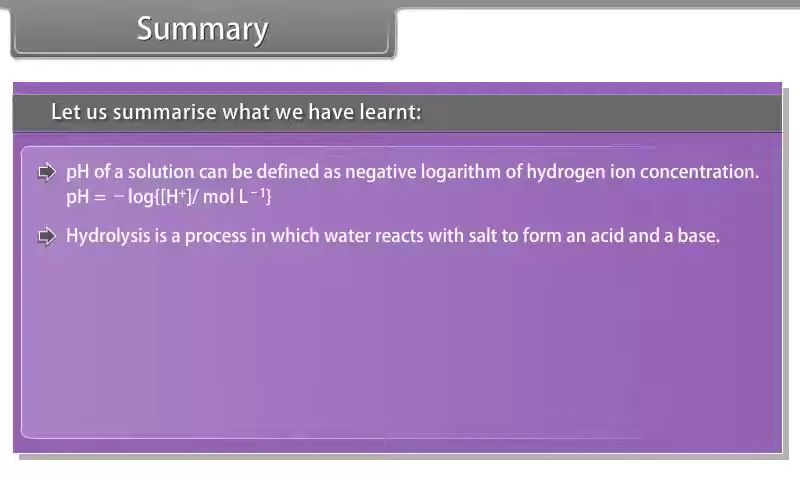 Summary
Let us summarise what we have learnt:
pH of a solution can be defined as negative logarithm of hydrogen ion concentration.
pH = −log{[H⁺]/ mol L⁻¹}
Hydrolysis is a process in which water reacts with salt to form an acid and a base.